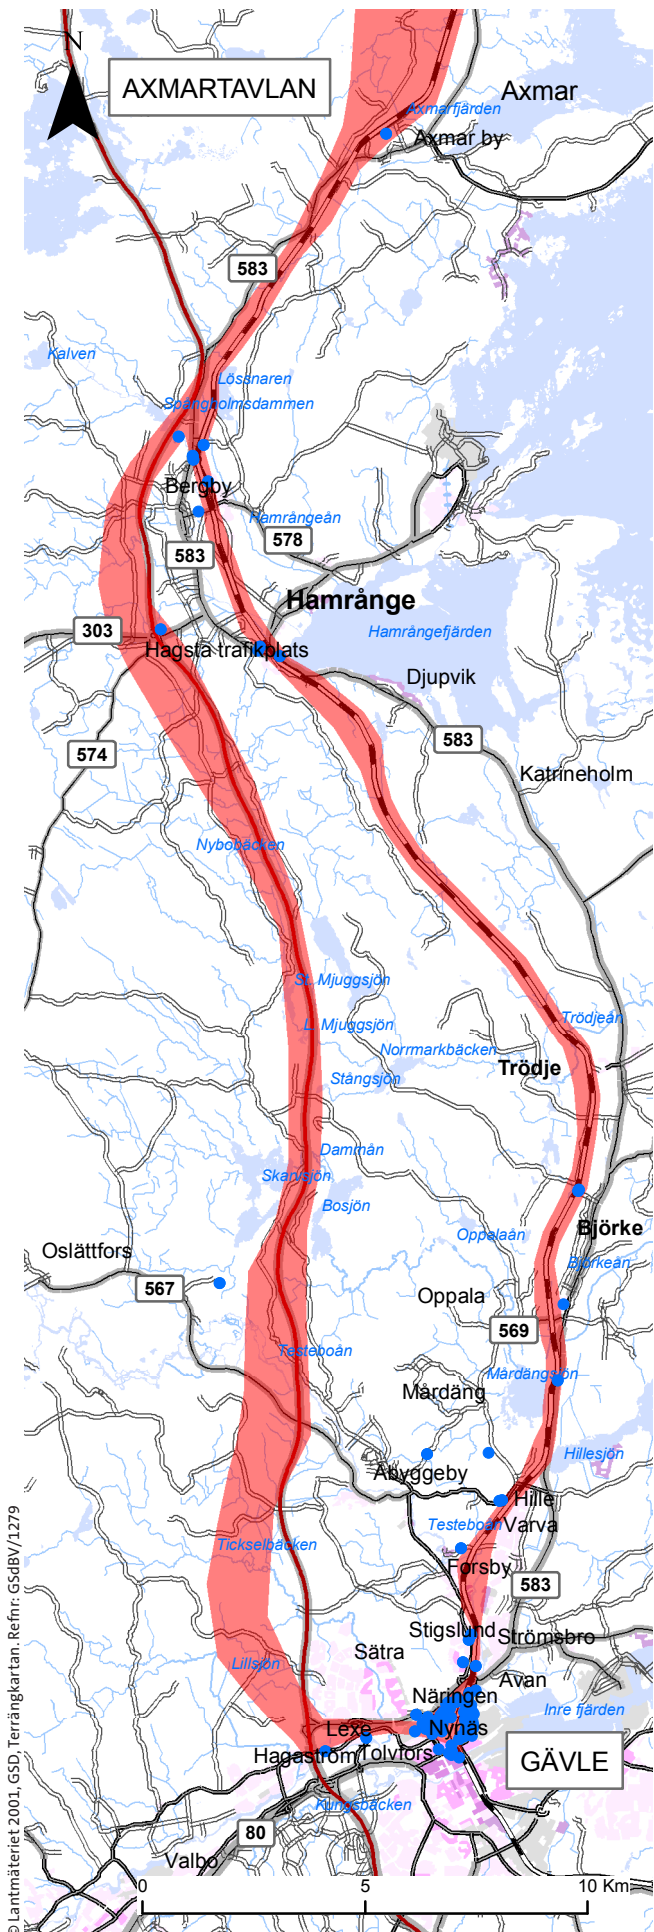 N
AXMARTAVLAN
Axmar
Axmarfjärden
Axmar by
583
Kalven
Lössnaren
Spångholmsdammen
Bergby
Hamrångeån
578
583
Hamrånge
303
Hamrångefjärden
Hagsta trafikplats
Djupvik
583
574
Katrineholm
Nybobäcken
St. Mjuggsjön
Trödjeån
L. Mjuggsjön
Norrmarkbäcken
Trödje
Stångsjön
Dammån
Skarvsjön
Bosjön
Björke
Oppalaån
Oslättfors
Björkeån
567
Oppala
569
Testeboån
Mårdängsjön
Mårdäng
Hillesjön
Åbyggeby
Hille
Testeboån
Varva
Tickselbäcken
Forsby
583
Stigslund
Strömsbro
Sätra
Lillsjön
Avan
Näringen
Inre fjärden
Lexe
Nynäs
Hagaström
Tolvfors
GÄVLE
Kungsbäcken
80
Valbo
0
5
10 Km
© Lantmäteriet 2001, GSD, Terrängkartan. Refnr: GSdBV/1279